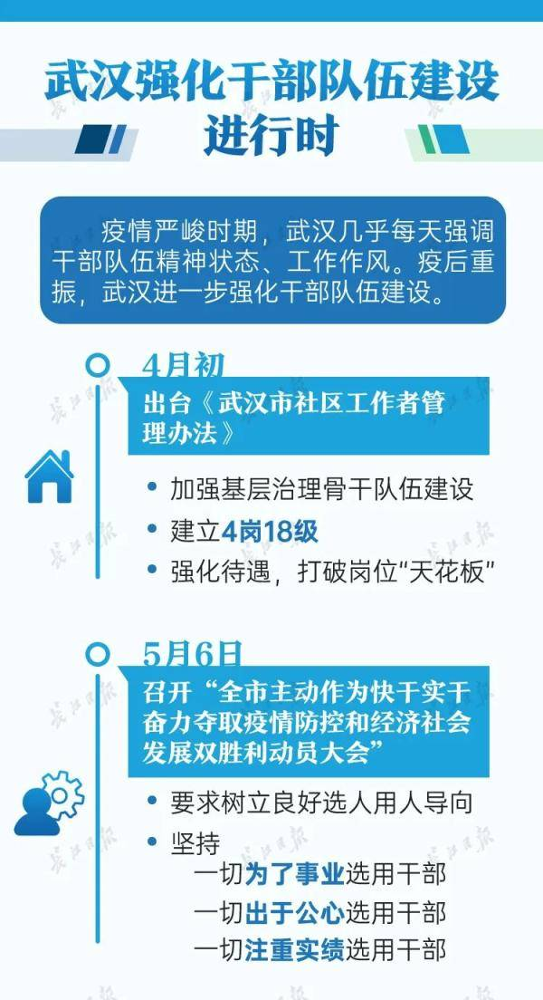 武汉强化干部队伍建设
进行时
疫情严峻时期，武汉几乎每天强调
干部队伍精神状态、工作作风。疫后重
振，武汉进一步强化干部队伍建设。
4月初
出台《武汉市社区工作者管
理办法》
加强基层治理骨干队伍建设
建立4岗18级
强化待遇，打破岗位“天花板”
5月6日
召开“全市主动作为快干实干
奋力夺取疫情防控和经济社会
发展双胜利动员大会”
要求树立良好选人用人导向
坚持
一切为了事业选用干部
一切出于公心选用干部
一切注重实绩选用干部
长江日报